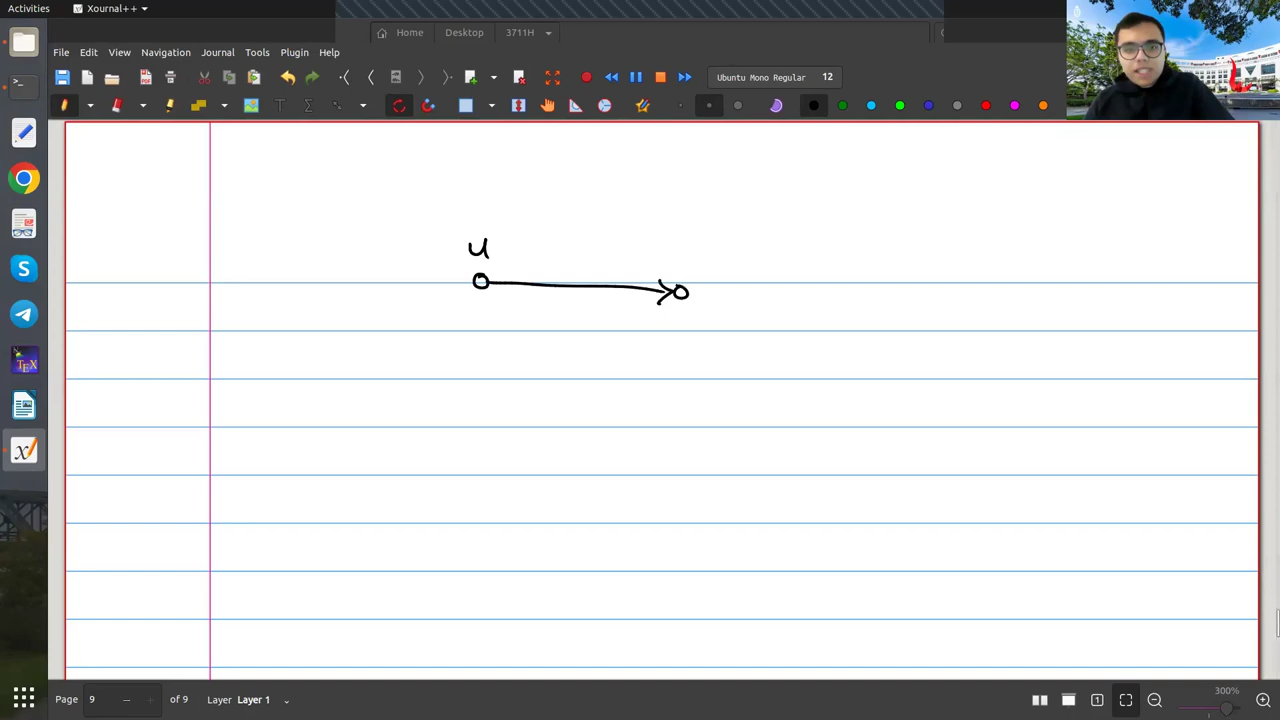 Activities Xournal++
Home Desktop 3711H
File Edit View Navigation Journal Tools Plugin Help
Ubuntu Mono Regular 12
u
Page 9 of 9 Layer Layer 1 300%